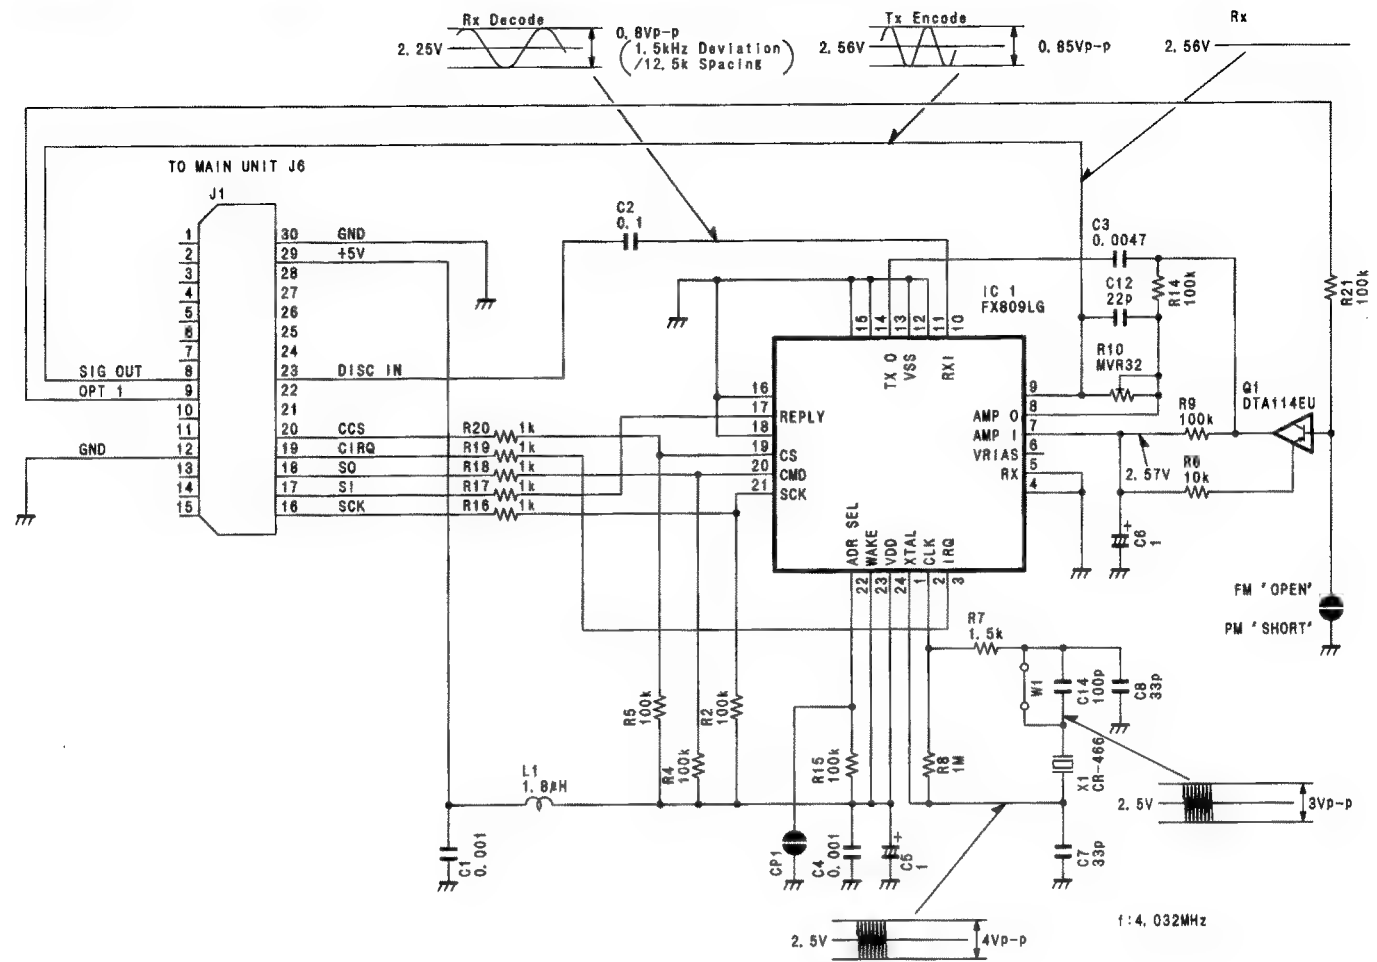 Rx Decode
2.25V
0.8Vp-p
(1.5kHz Deviation
/12.5k Spacing)
Tx Encode
2.56V
0.85Vp-p
Rx
2.56V
TO MAIN UNIT J6
J1
1
2
3
4
5
6
7
8
9
10
11
12
13
14
15
30
29
28
27
26
25
24
23
22
21
20
19
18
17
16
GND
+5V
DISC IN
CCS
CIRQ
SO
SI
SCK
SIG OUT
OPT 1
GND
R20 1k
R19 1k
R18 1k
R17 1k
R16 1k
C2
0.1
C3
0.0047
C12
22p
R14
100k
R10
MVR32
R21
100k
Q1
DTA114EU
R9
100k
R6
10k
2.57V
C6
1
+
IC 1
FX809LG
15
14
13
12
11
10
TX O
VSS
RXI
16
17
18
19
20
21
REPLY
CS
CMD
SCK
9
8
7
6
5
4
AMP O
AMP I
VRIAS
RX
ADR SEL
WAKE
VDD
XTAL
CLK
IRQ
22
23
24
1
2
3
FM "OPEN"
PM "SHORT"
R7
1.5k
W1
C14
100p
C8
33p
X1
CR-466
R5
100k
R4
100k
R2
100k
R15
100k
R8
1M
L1
1.8μH
C1
0.001
CP1
C4
0.001
C5
1
+
C7
33p
2.5V
3Vp-p
2.5V
4Vp-p
f:4.032MHz